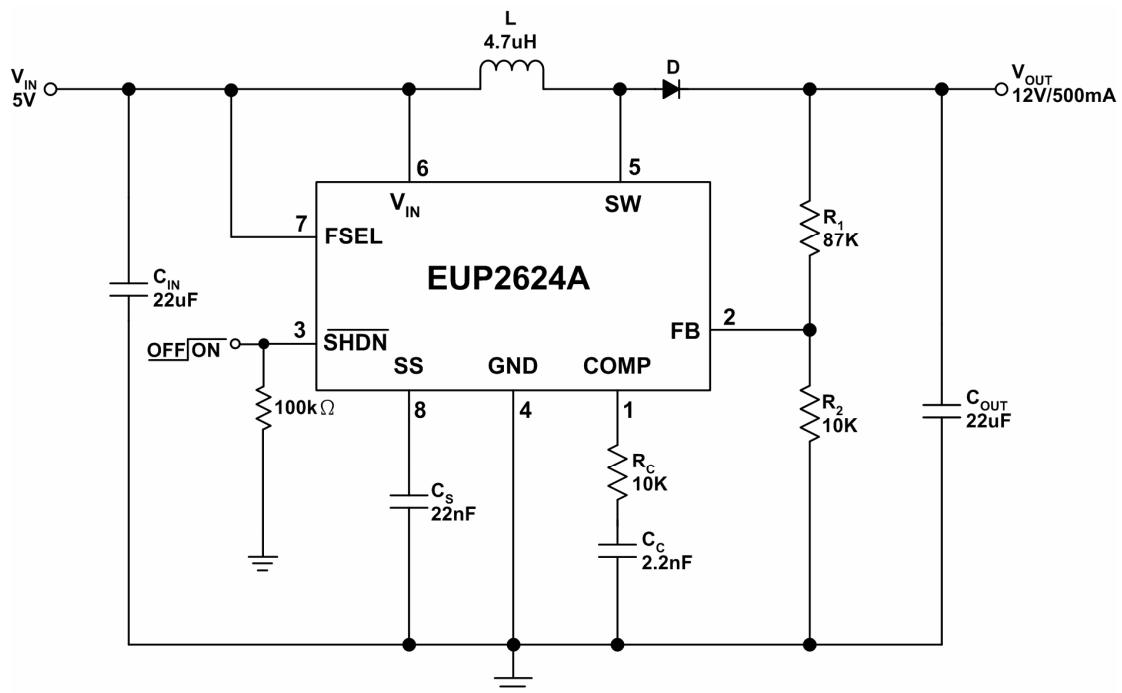 L
4.7uH
VIN
5V
D
VOUT
12V/500mA
6
5
VIN
SW
7
FSEL
R1
87K
EUP2624A
CIN
22uF
2
FB
3
SHDN
OFF ON
SS
GND
COMP
100kΩ
8
4
1
R2
10K
COUT
22uF
RC
10K
CS
22nF
CC
2.2nF